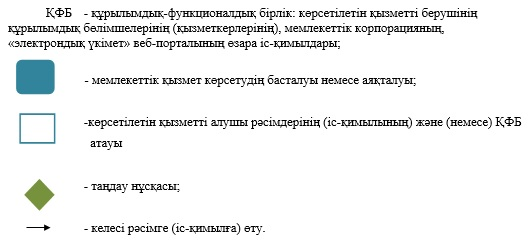 ҚФБ - құрылымдық-функционалдық бірлік: көрсетілетін қызметті берушінің
құрылымдық бөлімшелерінің (қызметкерлерінің), мемлекеттік корпорацияның,
«электрондық үкімет» веб-порталының өзара іс-қимылдары;
- мемлекеттік қызмет көрсетудің басталуы немесе аяқталуы;
-көрсетілетін қызметті алушы рәсімдерінің (іс-қимылының) және (немесе) ҚФБ
атауы
- таңдау нұсқасы;
- келесі рәсімге (іс-қимылға) өту.